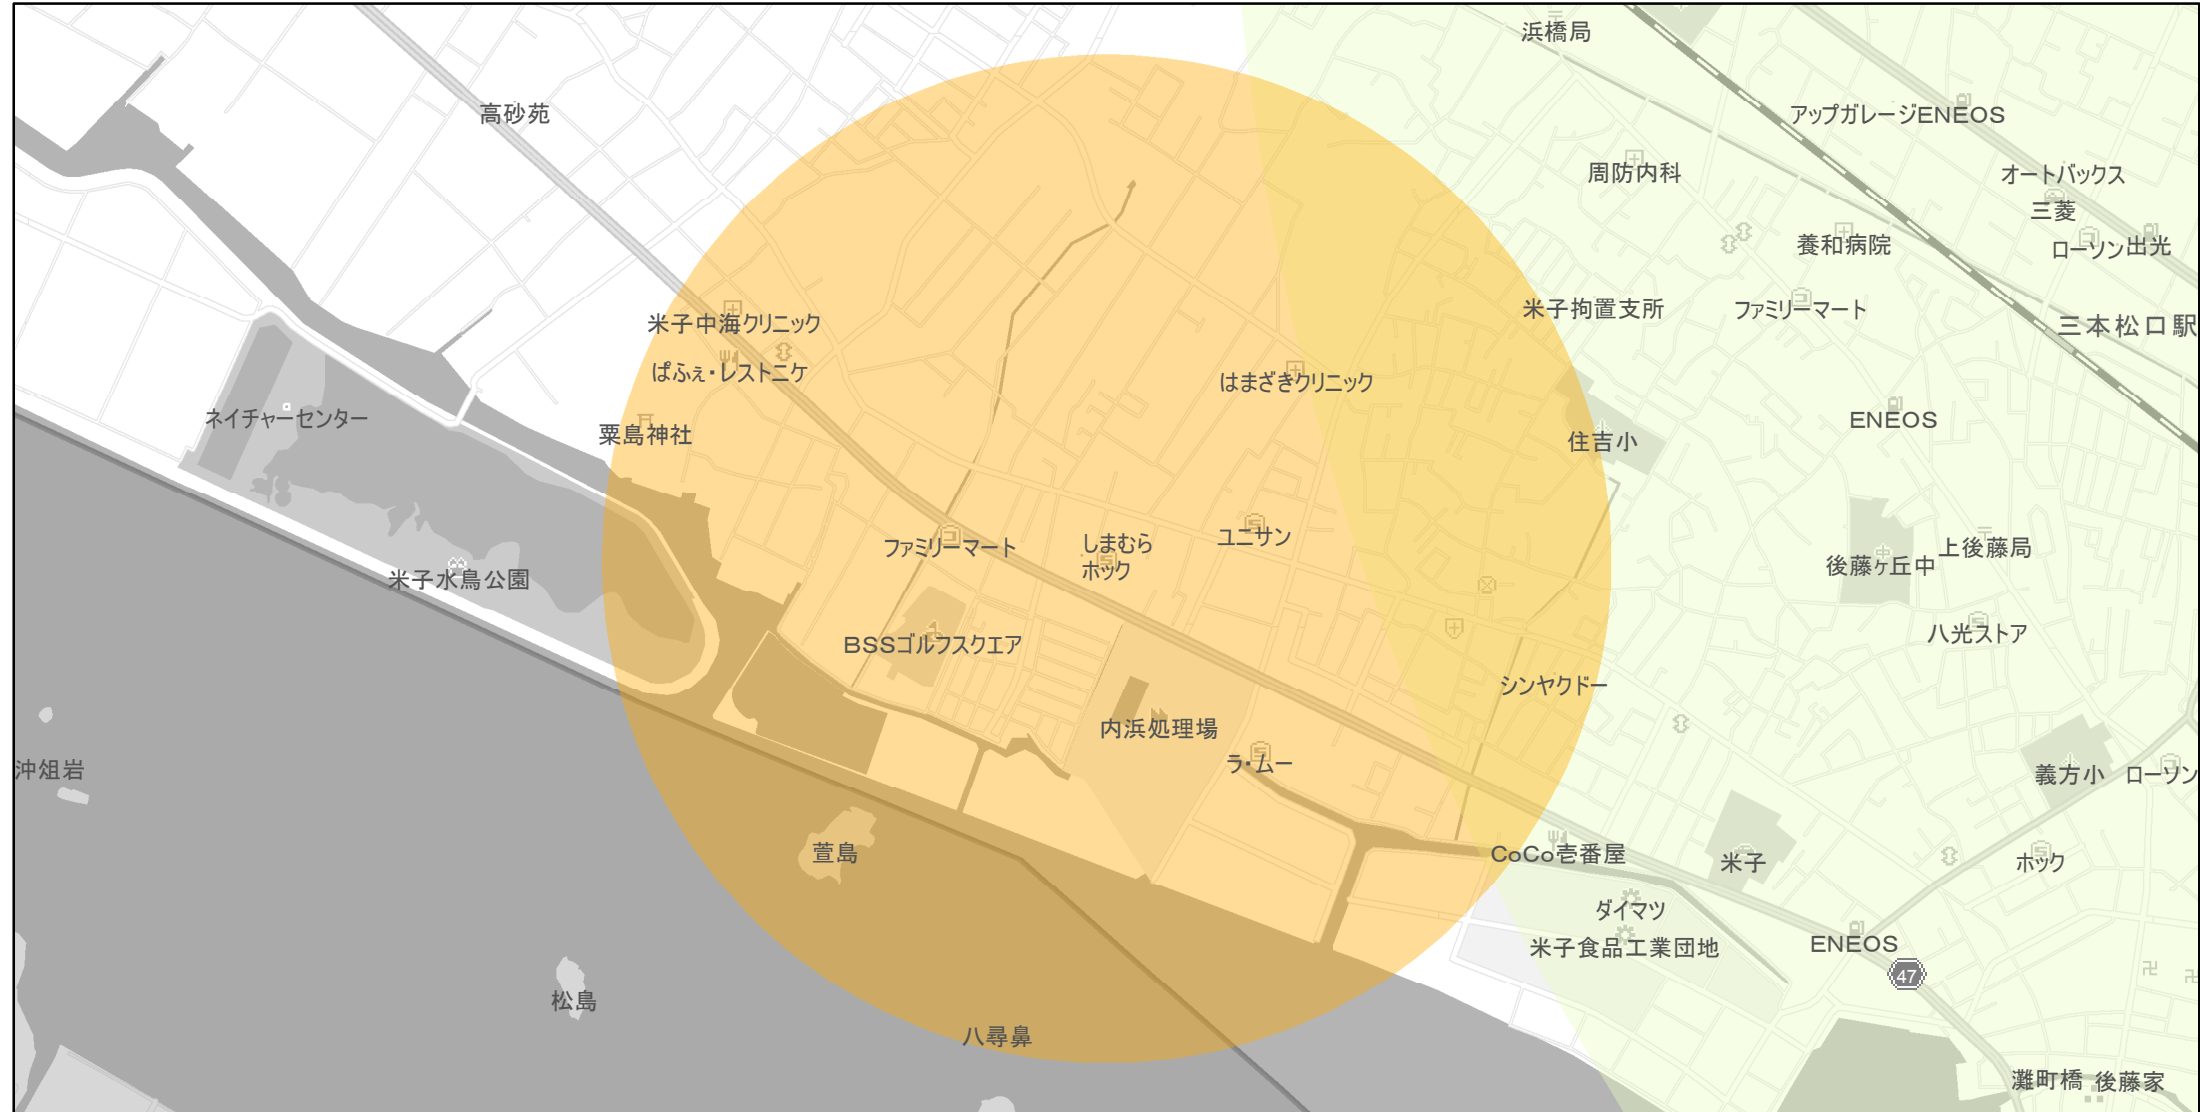 浜橋局
高砂苑
アップガレージENEOS
周防内科
オートバックス
三菱
養和病院
ローソン出光
米子拘置支所
ファミリーマート
三本松口駅
米子中海クリニック
ぱふぇ・レストニケ
はまざきクリニック
ネイチャーセンター
粟島神社
ENEOS
住吉小
ファミリーマート
しまむら
ホック
ユニサン
上後藤局
後藤ヶ丘中
米子水鳥公園
BSSゴルフスクエア
八光ストア
シンヤクドー
内浜処理場
ラ・ムー
沖俎岩
義方小
ローソン
萱島
CoCo壱番屋
米子
ホック
ダイマツ
米子食品工業団地
ENEOS
47
松島
八尋鼻
灘町橋
後藤家